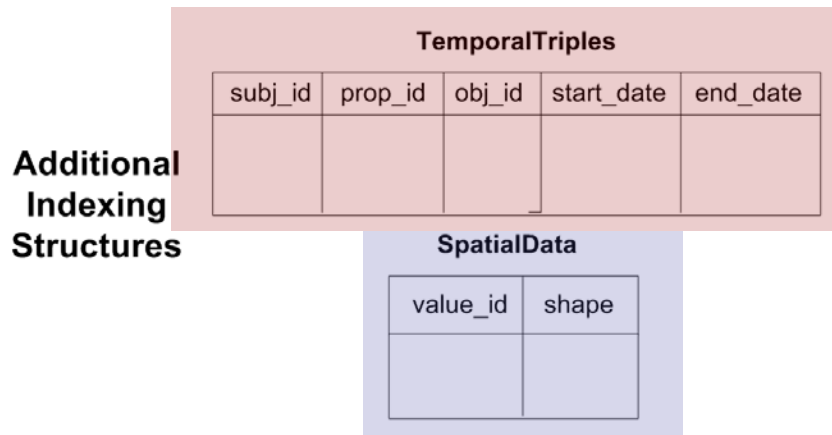 TemporalTriples
subj_id prop_id obj_id start_date end_date
Additional
Indexing
Structures
SpatialData
value_id shape